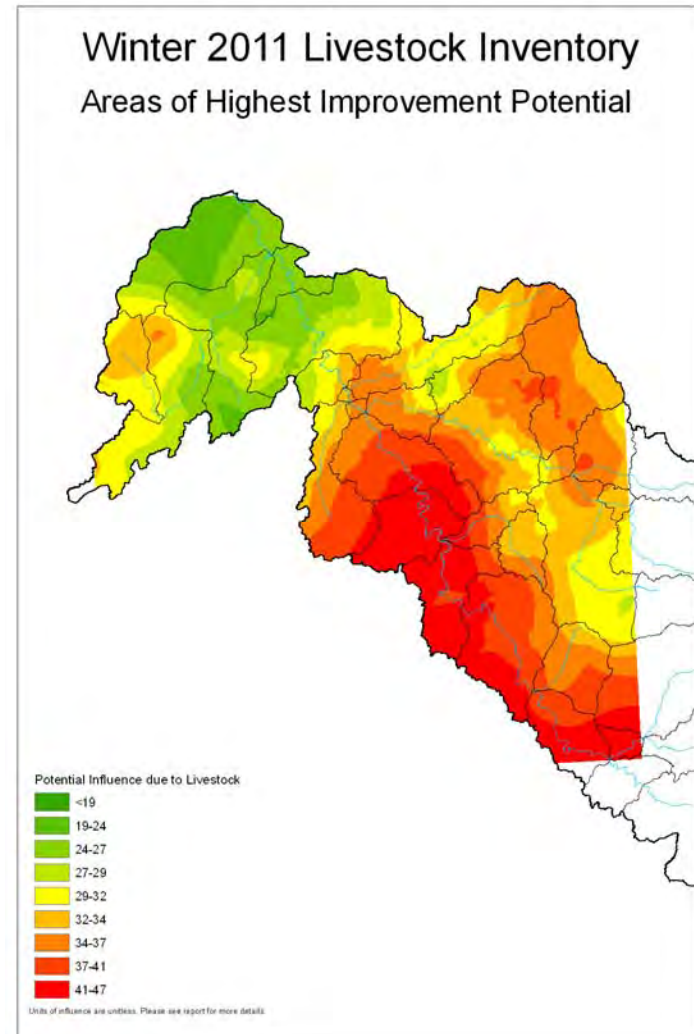 Winter 2011 Livestock Inventory
Areas of Highest Improvement Potential
Potential Influence due to Livestock
<19
19-24
24-27
27-29
29-32
32-34
34-37
37-41
41-47
Units of influence are unitless. Please see report for more details.